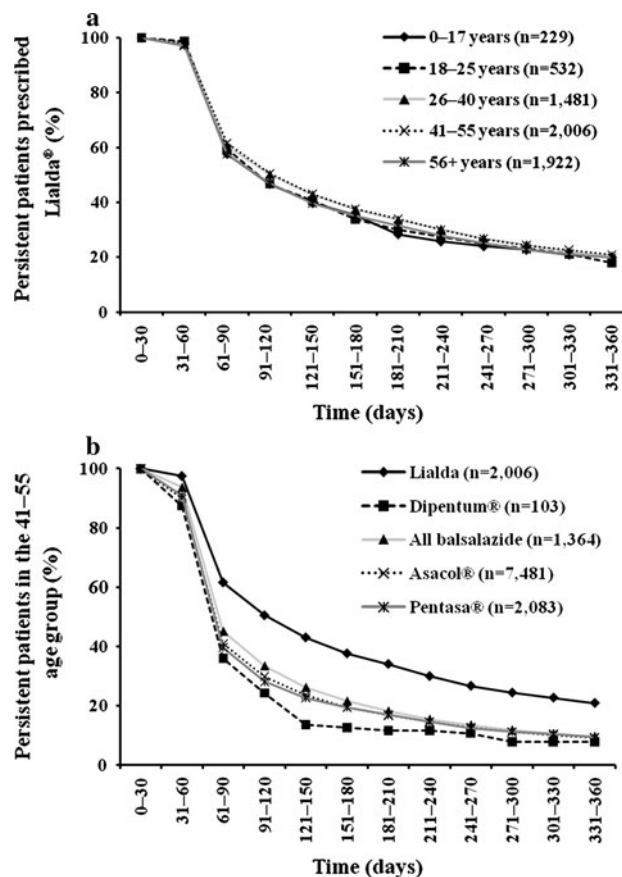 a
Persistent patients prescribed
Lialda® (%)
100
80
60
40
20
0
0–17 years (n=229)
18–25 years (n=532)
26–40 years (n=1,481)
41–55 years (n=2,006)
56+ years (n=1,922)
0–30
31–60
61–90
91–120
121–150
151–180
181–210
211–240
241–270
271–300
301–330
331–360
Time (days)
b
Persistent patients in the 41–55
age group (%)
100
80
60
40
20
0
Lialda (n=2,006)
Dipentum® (n=103)
All balsalazide (n=1,364)
Asacol® (n=7,481)
Pentasa® (n=2,083)
0–30
31–60
61–90
91–120
121–150
151–180
181–210
211–240
241–270
271–300
301–330
331–360
Time (days)